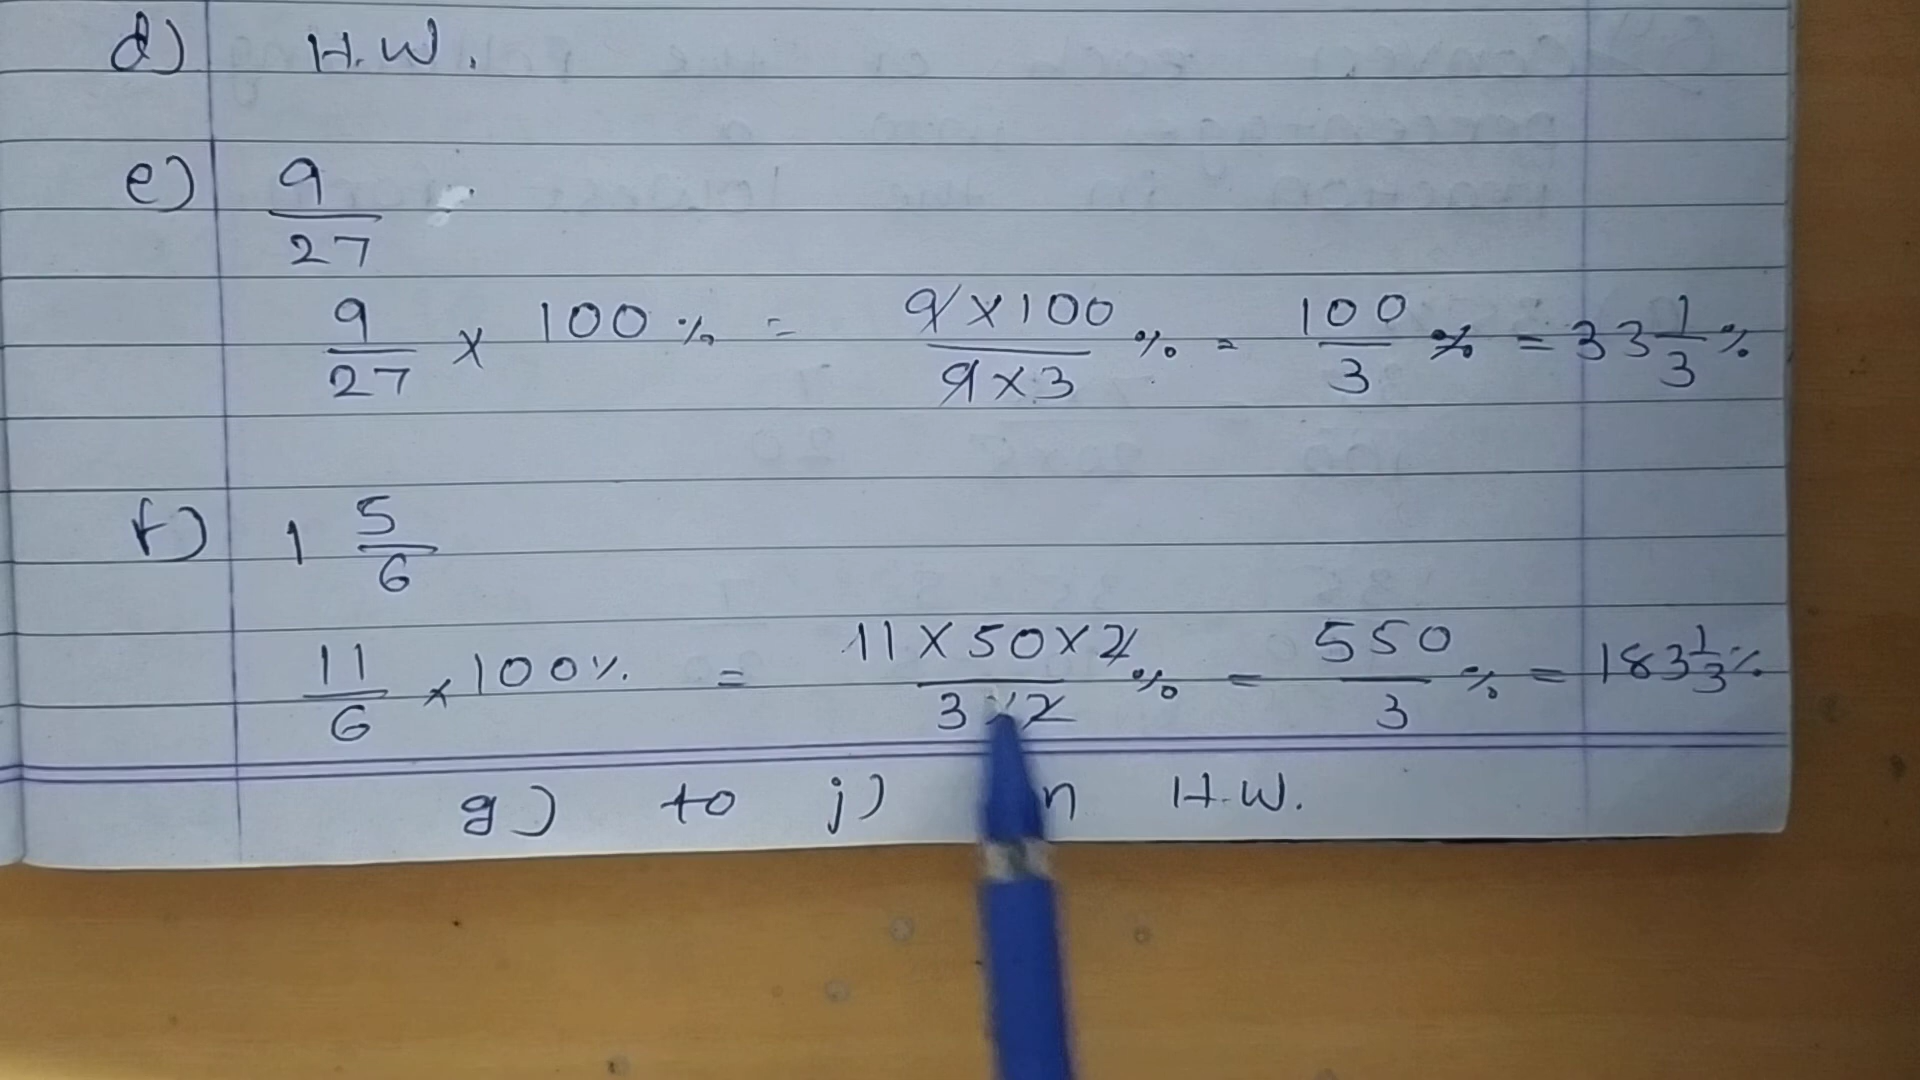 d) H.W.
e) 9/27
9/27 × 100 % = 9×100/9×3 % = 100/3 % = 33 1/3 %
f) 1 5/6
11/6 × 100 % = 11×50×2/3×2 % = 550/3 % = 183 1/3 %
g) to j) H.W.